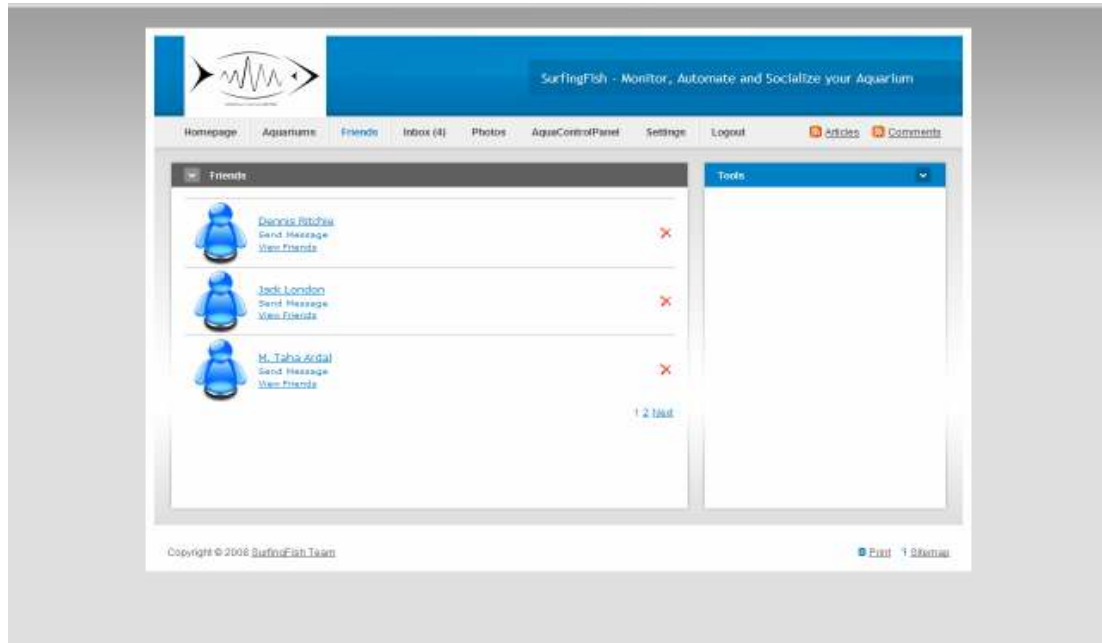 SurfingFish - Monitor, Automate and Socialize your Aquarium
Homepage Aquariums Friends Inbox (4) Photos AquaControlPanel Settings Logout Articles Comments
Friends
Tools
Dennis Ritchie
Send Message
View Friends
Jack London
Send Message
View Friends
M. Taha Ardal
Send Message
View Friends
1 2 Next
Copyright © 2008 SurfingFish Team
Print Sitemap